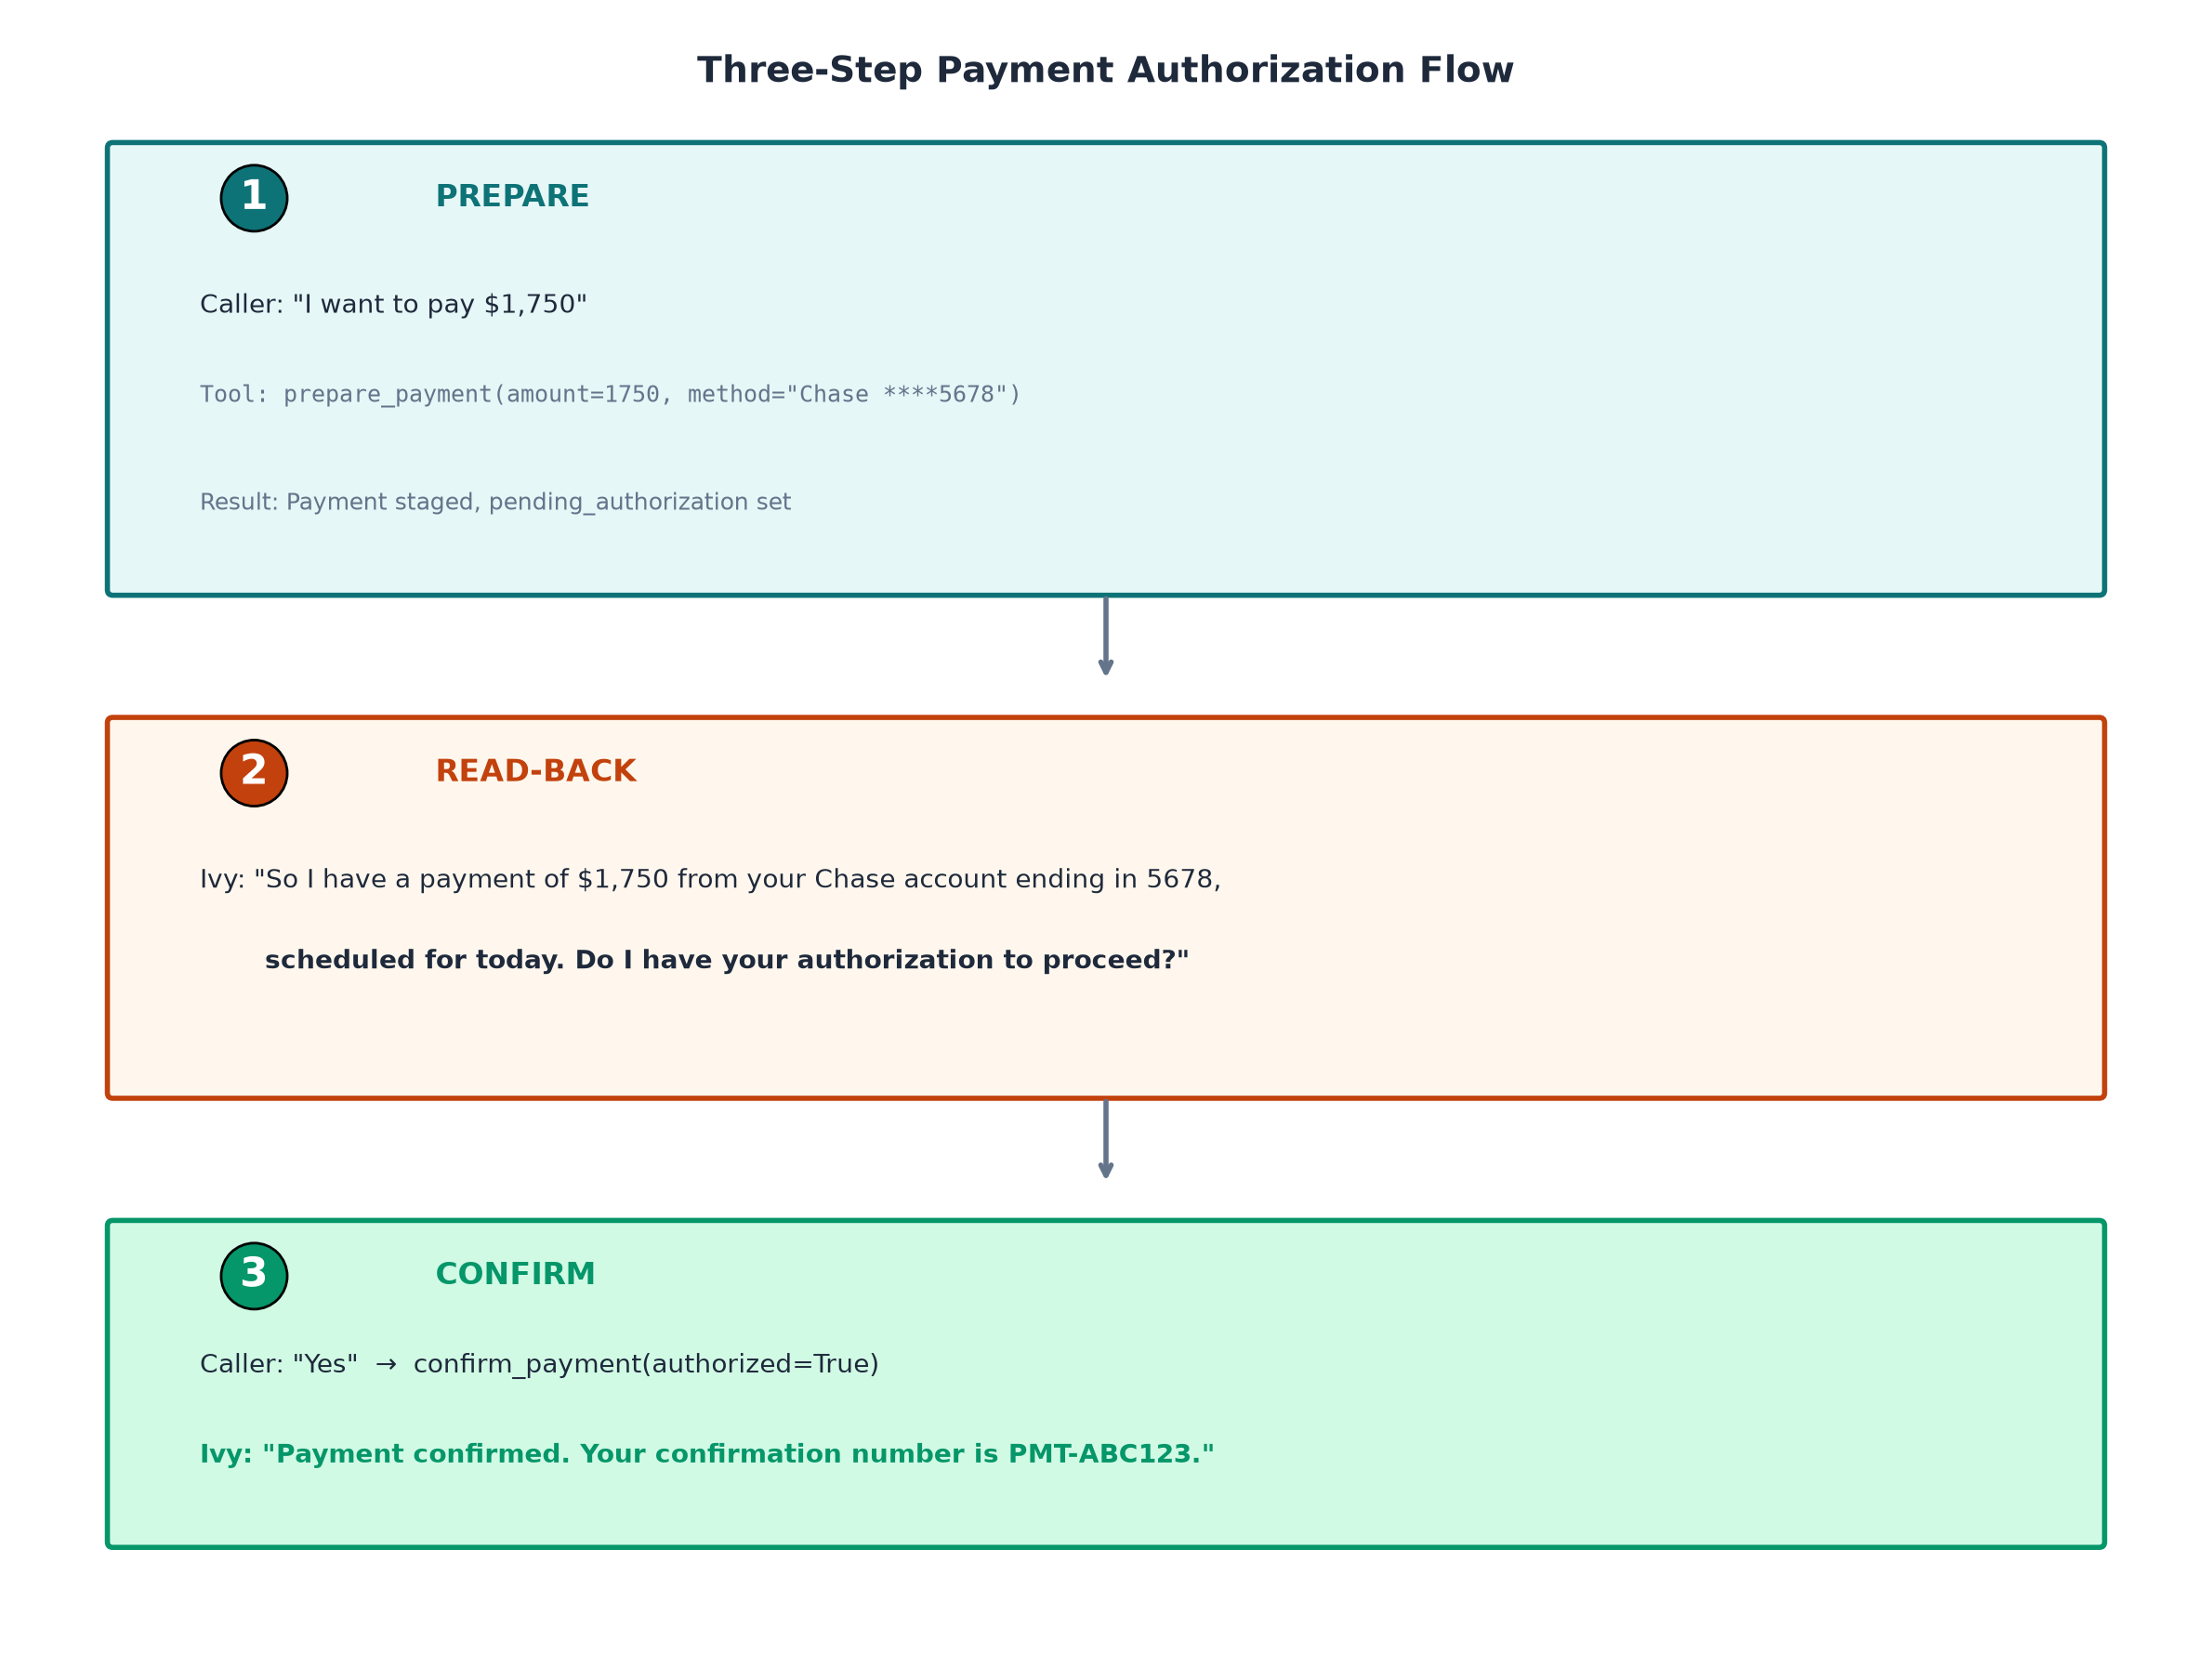 Three-Step Payment Authorization Flow
1 PREPARE
Caller: "I want to pay $1,750"
Tool: prepare_payment(amount=1750, method="Chase ****5678")
Result: Payment staged, pending_authorization set
2 READ-BACK
Ivy: "So I have a payment of $1,750 from your Chase account ending in 5678,
scheduled for today. Do I have your authorization to proceed?"
3 CONFIRM
Caller: "Yes" → confirm_payment(authorized=True)
Ivy: "Payment confirmed. Your confirmation number is PMT-ABC123."